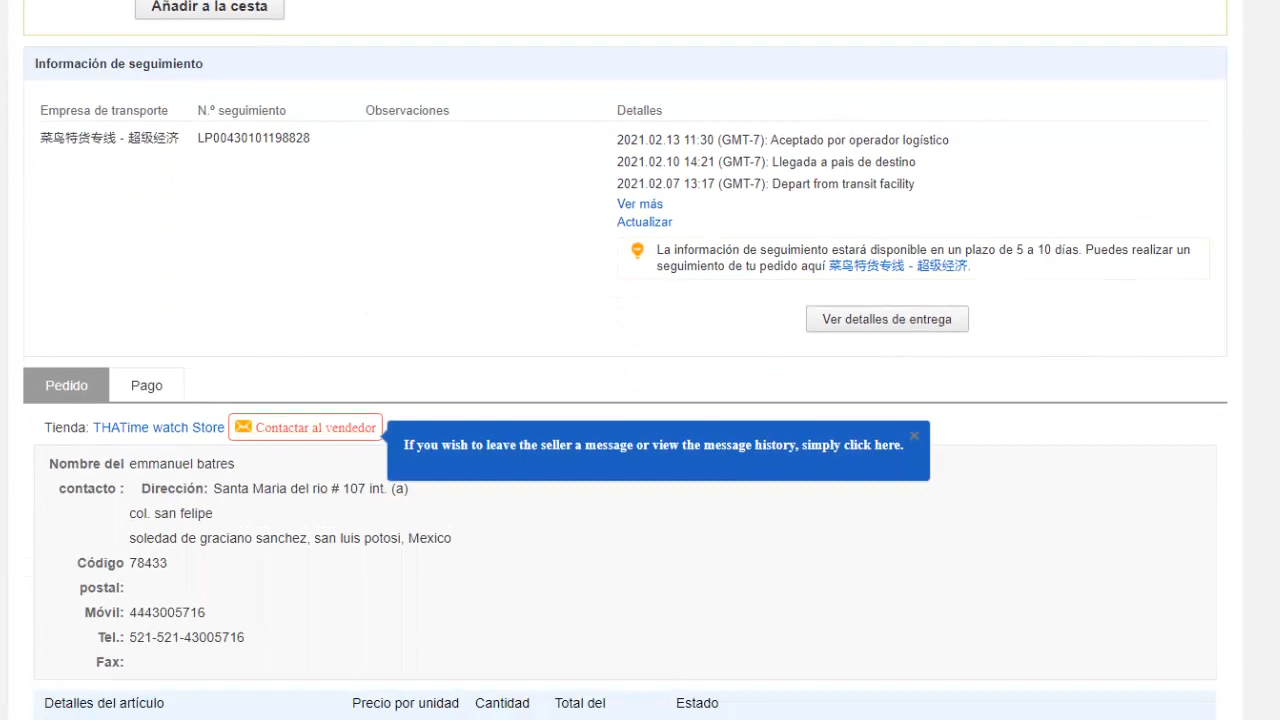 Añadir a la cesta
Información de seguimiento
Empresa de transporte N.º seguimiento Observaciones Detalles
菜鸟特货专线 - 超级经济 LP00430101198828
2021.02.13 11:30 (GMT-7): Aceptado por operador logístico
2021.02.10 14:21 (GMT-7): Llegada a pais de destino
2021.02.07 13:17 (GMT-7): Depart from transit facility
Ver más
Actualizar
La información de seguimiento estará disponible en un plazo de 5 a 10 días. Puedes realizar un
seguimiento de tu pedido aquí 菜鸟特货专线 - 超级经济.
Ver detalles de entrega
Pedido Pago
Tienda: THATime watch Store Contactar al vendedor
If you wish to leave the seller a message or view the message history, simply click here.
Nombre del emmanuel batres
contacto : Dirección: Santa Maria del rio # 107 int. (a)
col. san felipe
soledad de graciano sanchez, san luis potosi, Mexico
Código 78433
postal:
Móvil: 4443005716
Tel.: 521-521-43005716
Fax:
Detalles del artículo Precio por unidad Cantidad Total del Estado